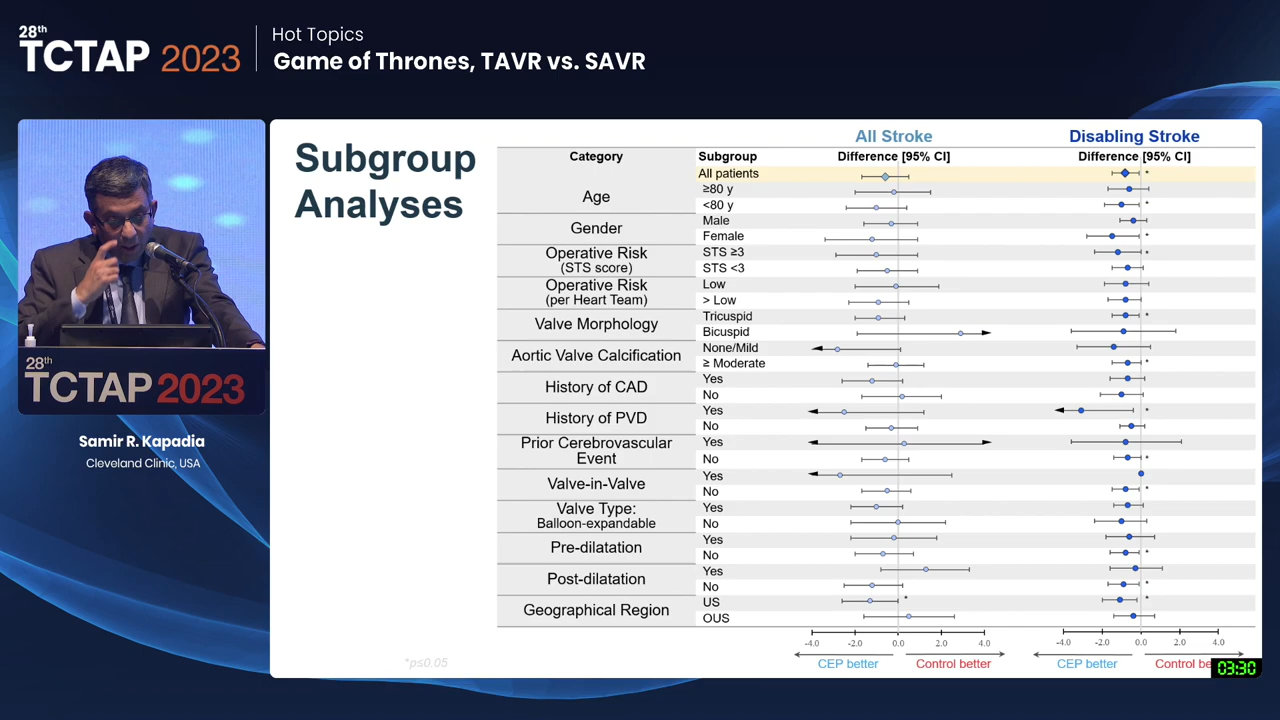 28th
TCTAP 2023
Hot Topics
Game of Thrones, TAVR vs. SAVR
28th
TCTAP 2023
Samir R. Kapadia
Cleveland Clinic, USA
Subgroup
Analyses
All Stroke
Disabling Stroke
Category
Subgroup
Difference [95% CI]
Difference [95% CI]
All patients
*
Age
≥80 y
<80 y
*
Gender
Male
Female
*
Operative Risk
(STS score)
STS ≥3
*
STS <3
Operative Risk
(per Heart Team)
Low
> Low
Valve Morphology
Tricuspid
*
Bicuspid
Aortic Valve Calcification
None/Mild
≥ Moderate
*
History of CAD
Yes
No
History of PVD
Yes
*
No
Prior Cerebrovascular
Event
Yes
No
*
Valve-in-Valve
Yes
No
*
Valve Type:
Balloon-expandable
Yes
No
Pre-dilatation
Yes
No
*
Post-dilatation
Yes
No
*
Geographical Region
US
*
*
OUS
-4.0 -2.0 0.0 2.0 4.0
-4.0 -2.0 0.0 2.0 4.0
CEP better
Control better
CEP better
Control be
*p≤0.05
03:30